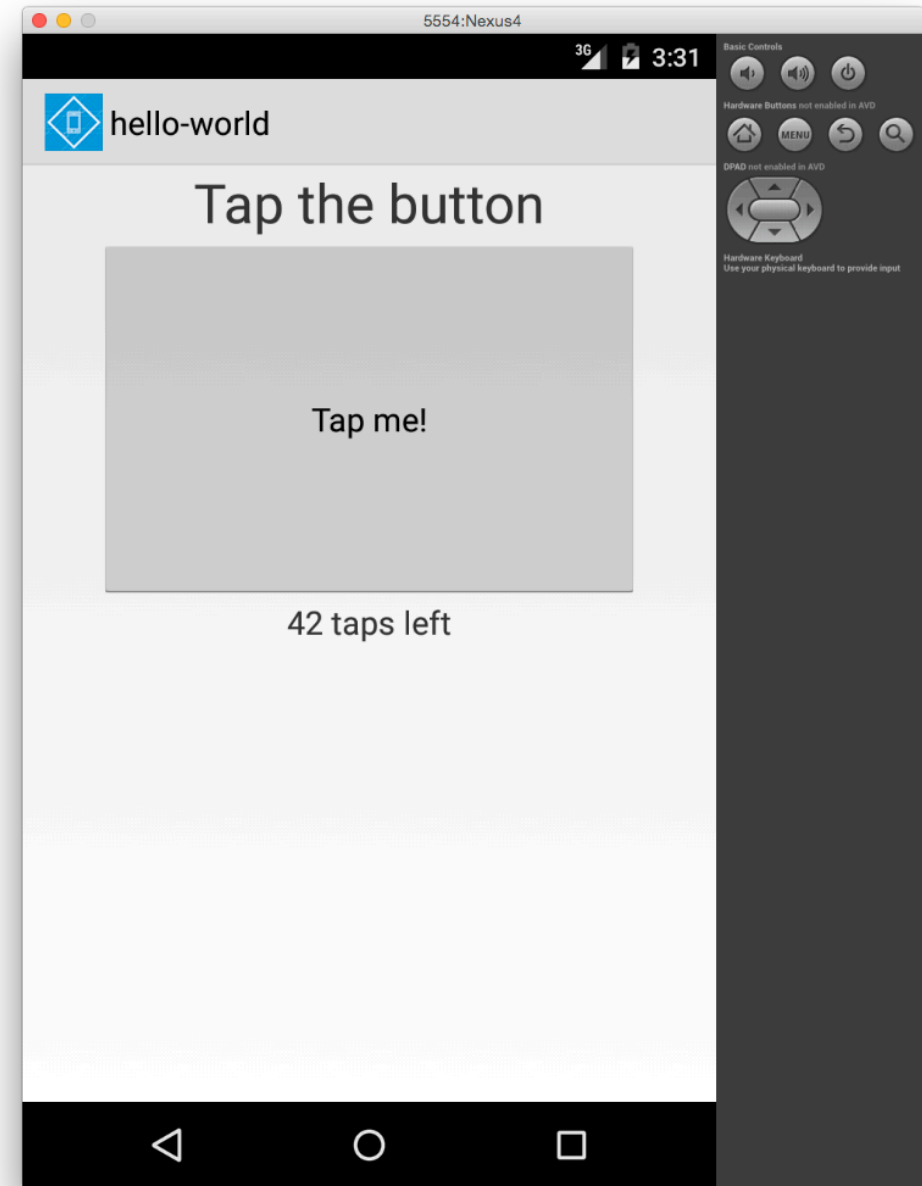 5554:Nexus4
3G 3:31
hello-world
Tap the button
Tap me!
42 taps left
Basic Controls
Hardware Buttons not enabled in AVD
MENU
DPAD not enabled in AVD
Hardware Keyboard
Use your physical keyboard to provide input